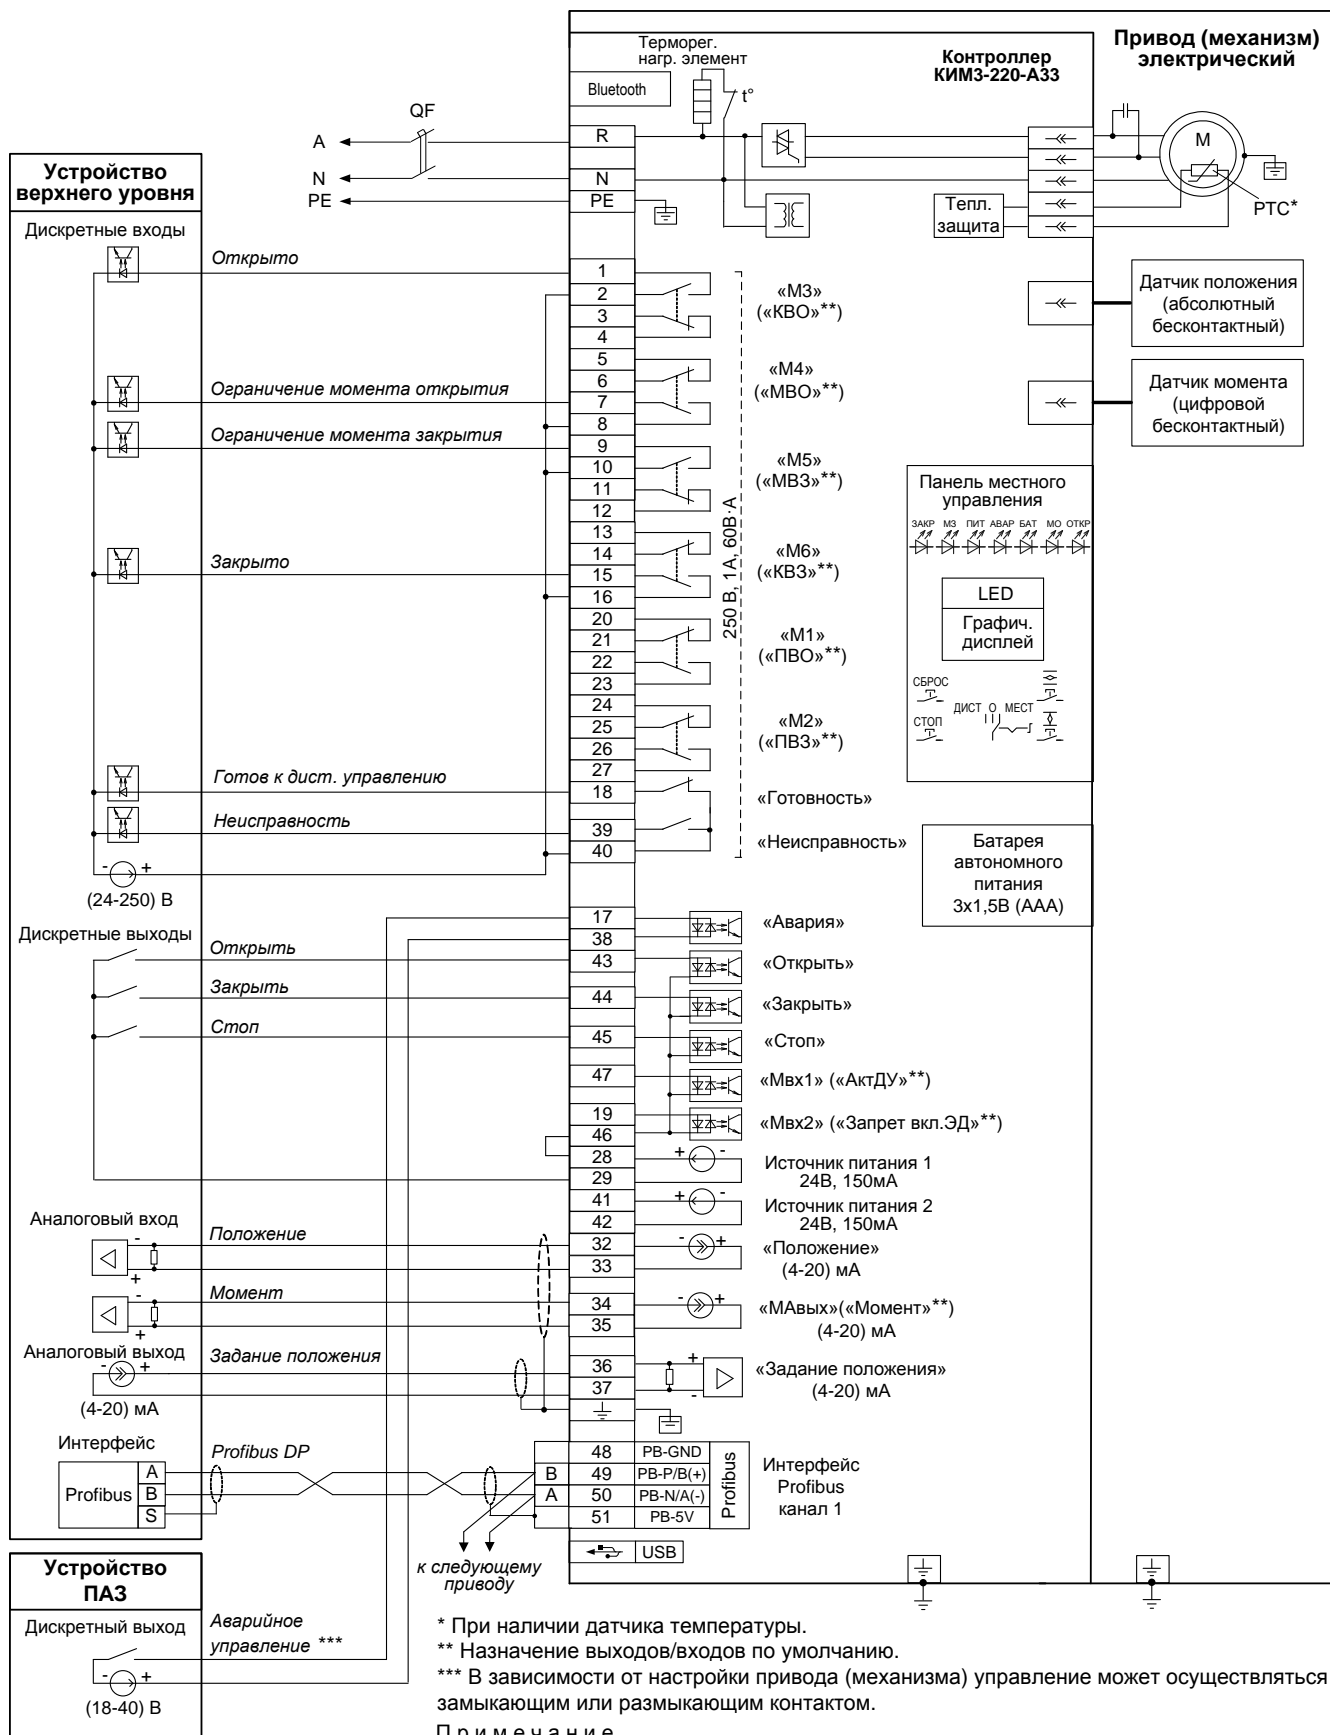 Привод (механизм)
электрический
Контроллер
КИМ3-220-А33
Терморег.
нагр. элемент
Bluetooth
t°
QF
A
R
M
N
N
PE
PE
Тепл.
защита
PTC*
Устройство
верхнего уровня
Дискретные входы
Открыто
1
2
3
4
«М3»
(«КВО»**)
Датчик положения
(абсолютный
бесконтактный)
5
6
7
8
«М4»
(«МВО»**)
Ограничение момента открытия
Датчик момента
(цифровой
бесконтактный)
Ограничение момента закрытия
9
10
11
12
«М5»
(«МВЗ»**)
250 В, 1А, 60В·А
Панель местного
управления
ЗАКР МЗ ПИТ АВАР БАТ МО ОТКР
LED
Графич.
дисплей
СБРОС
СТОП
ДИСТ О МЕСТ
Закрыто
13
14
15
16
«М6»
(«КВЗ»**)
20
21
22
23
«М1»
(«ПВО»**)
24
25
26
27
«М2»
(«ПВЗ»**)
Готов к дист. управлению
18
«Готовность»
Неисправность
39
40
«Неисправность»
- +
(24-250) В
Батарея
автономного
питания
3х1,5В (ААА)
Дискретные выходы
17
38
«Авария»
Открыть
43
«Открыть»
Закрыть
44
«Закрыть»
Стоп
45
«Стоп»
47
«Мвх1» («АктДУ»**)
19
46
«Мвх2» («Запрет вкл.ЭД»**)
28
29
+ -
Источник питания 1
24В, 150мА
41
42
+ -
Источник питания 2
24В, 150мА
Аналоговый вход
- +
Положение
32
33
- +
«Положение»
(4-20) мА
- +
Момент
34
35
- +
«МАвых»(«Момент»**)
(4-20) мА
Аналоговый выход
- +
(4-20) мА
Задание положения
36
37
+ -
«Задание положения»
(4-20) мА
Интерфейс
Profibus
A
B
S
Profibus DP
B
A
48 PB-GND
49 PB-P/B(+)
50 PB-N/A(-)
51 PB-5V
Profibus
Интерфейс
Profibus
канал 1
USB
к следующему
приводу
Устройство
ПАЗ
Дискретный выход
- +
(18-40) В
Аварийное
управление ***
* При наличии датчика температуры.
** Назначение выходов/входов по умолчанию.
*** В зависимости от настройки привода (механизма) управление может осуществляться
замыкающим или размыкающим контактом.
П р и м е ч а н и е